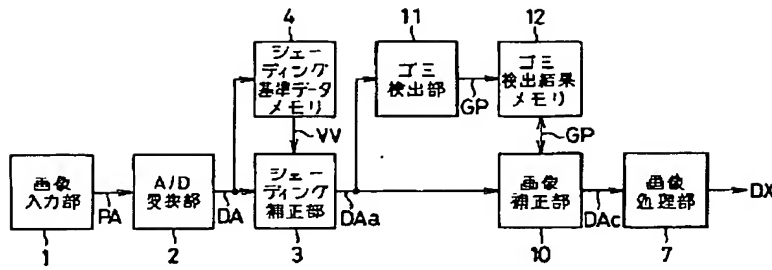 4
シェー
ディング
基準データ
メモリ
11
ゴミ
検出部
GP
12
ゴミ
検出結果
メモリ
VV
GP
画像
入力部
PA
1
A/D
変換部
DA
2
シェー
ディング
補正部
DAa
3
画像
補正部
DAc
10
画像
処理部
7
DX